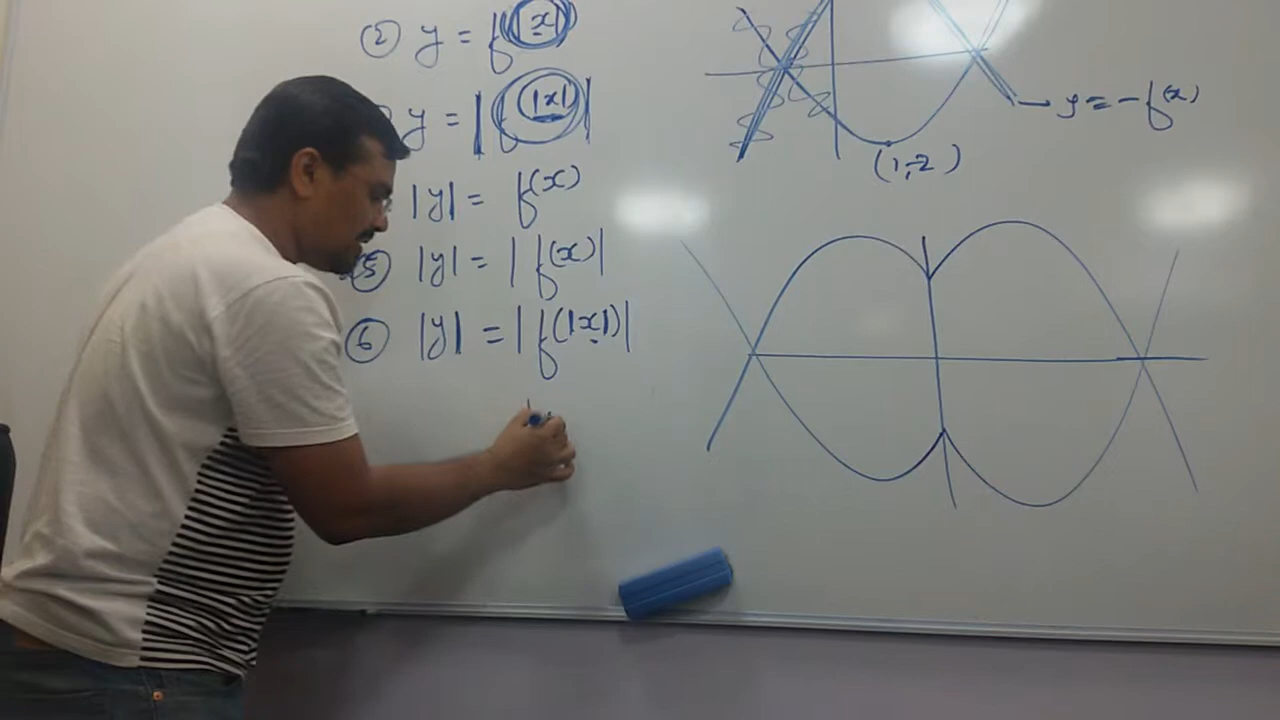 ② y = f(|x|)
y = |f(|x|)|
|y| = f(x)
⑤ |y| = |f(x)|
⑥ |y| = |f(|x|)|
y = -f(x)
(1,-2)